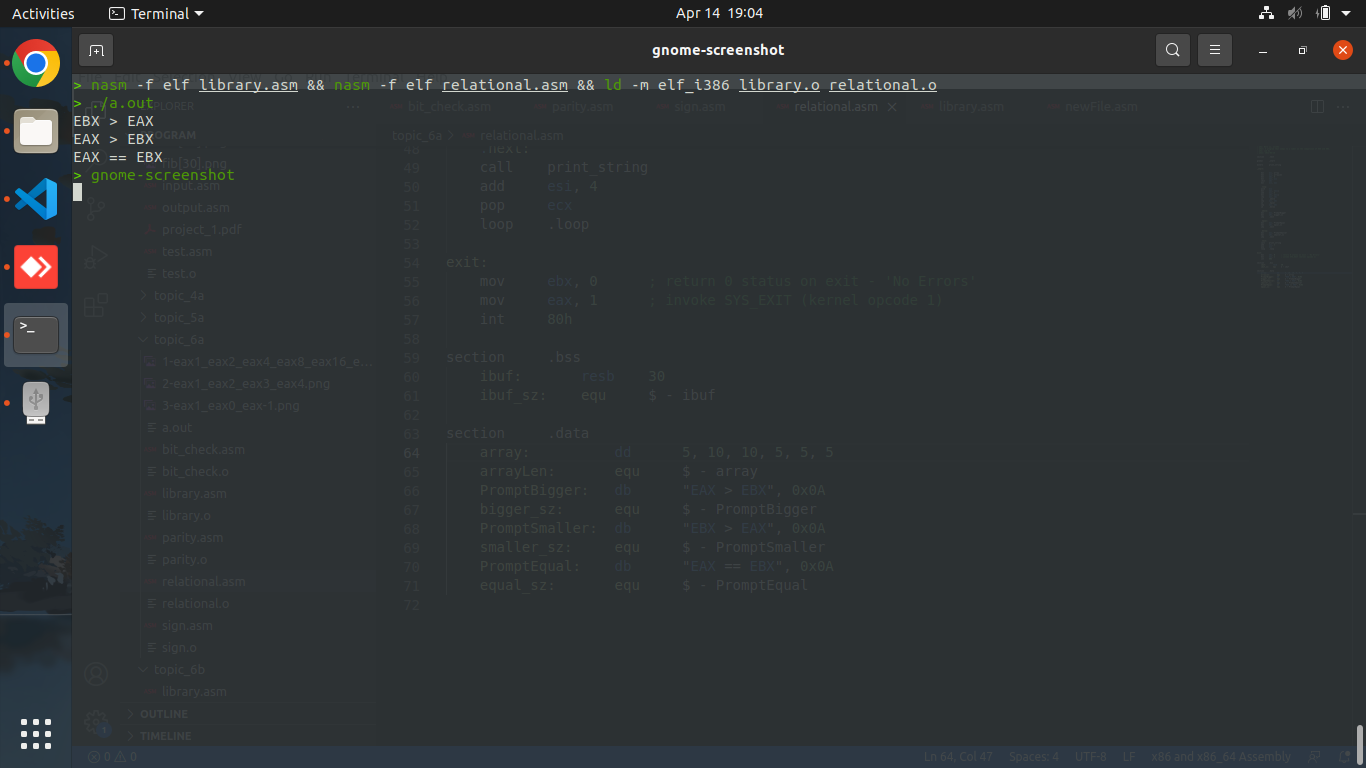 Activities Terminal Apr 14 19:04
gnome-screenshot
> nasm -f elf library.asm && nasm -f elf relational.asm && ld -m elf_i386 library.o relational.o
> ./a.out
EBX > EAX
EAX > EBX
EAX == EBX
> gnome-screenshot
EXPLORER ...
PROGRAM
rib[30].png
input.asm
output.asm
project_1.pdf
test.asm
test.o
topic_4a
topic_5a
topic_6a
1-eax1_eax2_eax4_eax8_eax16_e...
2-eax1_eax2_eax3_eax4.png
3-eax1_eax0_eax-1.png
a.out
bit_check.asm
bit_check.o
library.asm
library.o
parity.asm
parity.o
relational.asm
relational.o
sign.asm
sign.o
topic_6b
library.asm
OUTLINE
TIMELINE
bit_check.asm parity.asm sign.asm relational.asm library.asm newFile.asm
topic_6a > relational.asm
48 .next:
49 call print_string
50 add esi, 4
51 pop ecx
52 loop .loop
53
54 exit:
55 mov ebx, 0 ; return 0 status on exit - 'No Errors'
56 mov eax, 1 ; invoke SYS_EXIT (kernel opcode 1)
57 int 80h
58
59 section .bss
60 ibuf: resb 30
61 ibuf_sz: equ $ - ibuf
62
63 section .data
64 array: dd 5, 10, 10, 5, 5, 5
65 arrayLen: equ $ - array
66 PromptBigger: db "EAX > EBX", 0x0A
67 bigger_sz: equ $ - PromptBigger
68 PromptSmaller: db "EBX > EAX", 0x0A
69 smaller_sz: equ $ - PromptSmaller
70 PromptEqual: db "EAX == EBX", 0x0A
71 equal_sz: equ $ - PromptEqual
72
0 0 Ln 64, Col 47 Spaces: 4 UTF-8 LF x86 and x86_64 Assembly